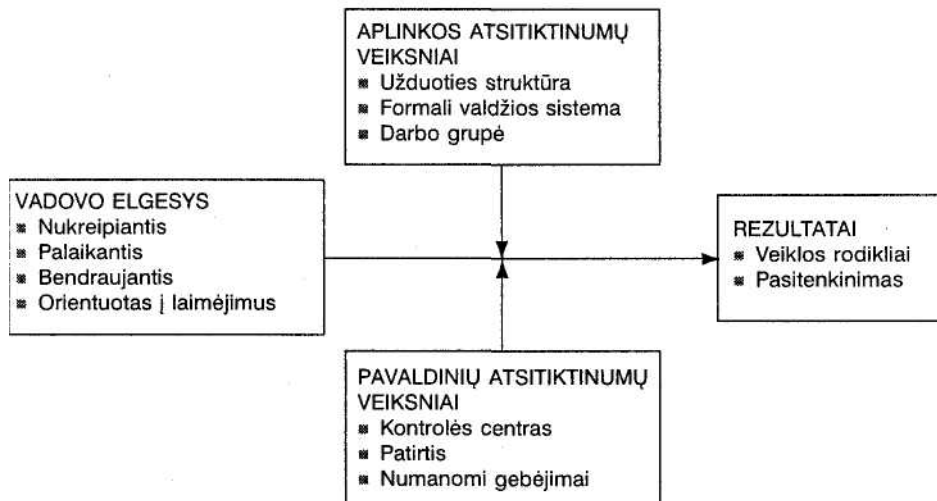 APLINKOS ATSITIKTINUMŲ
VEIKSNIAI
Užduoties struktūra
Formali valdžios sistema
Darbo grupė
VADOVO ELGESYS
Nukreipiantis
Palaikantis
Bendraujantis
Orientuotas į laimėjimus
REZULTATAI
Veiklos rodikliai
Pasitenkinimas
PAVALDINIŲ ATSITIKTINUMŲ
VEIKSNIAI
Kontrolės centras
Patirtis
Numanomi gebėjimai